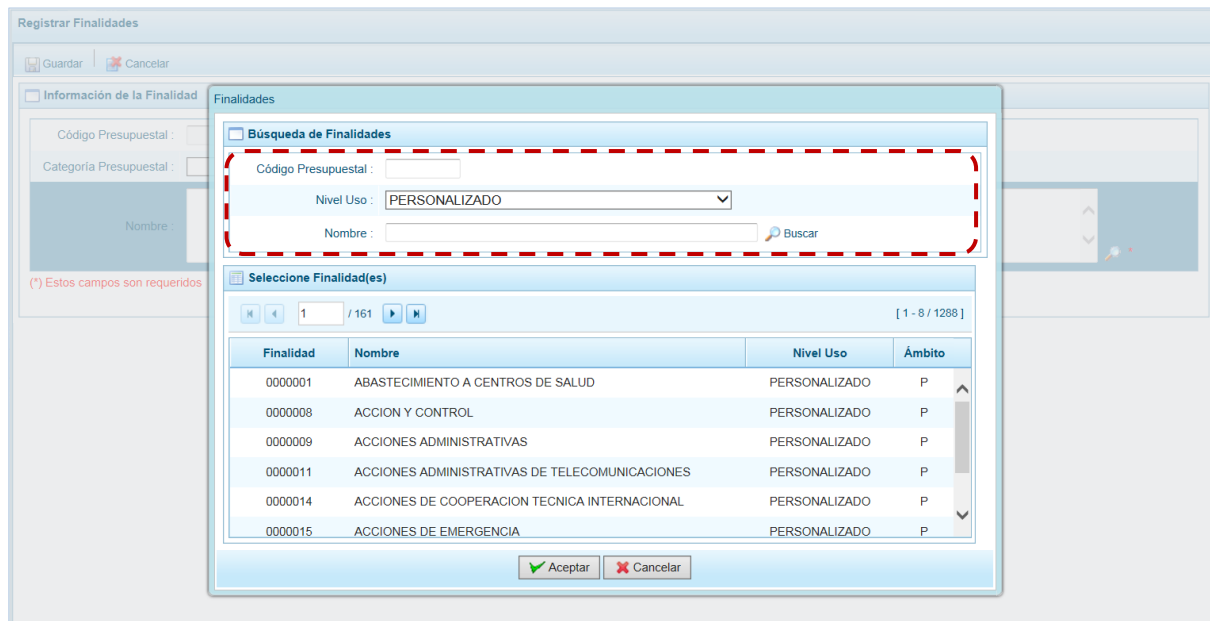 Registrar Finalidades
Guardar Cancelar
Información de la Finalidad
Código Presupuestal :
Categoría Presupuestal :
Nombre :
*
(*) Estos campos son requeridos
Finalidades
Búsqueda de Finalidades
Código Presupuestal :
Nivel Uso : PERSONALIZADO
Nombre : Buscar
Seleccione Finalidad(es)
1 / 161 [ 1 - 8 / 1288 ]
Finalidad Nombre Nivel Uso Ámbito
0000001 ABASTECIMIENTO A CENTROS DE SALUD PERSONALIZADO P
0000008 ACCION Y CONTROL PERSONALIZADO P
0000009 ACCIONES ADMINISTRATIVAS PERSONALIZADO P
0000011 ACCIONES ADMINISTRATIVAS DE TELECOMUNICACIONES PERSONALIZADO P
0000014 ACCIONES DE COOPERACION TECNICA INTERNACIONAL PERSONALIZADO P
0000015 ACCIONES DE EMERGENCIA PERSONALIZADO P
Aceptar Cancelar